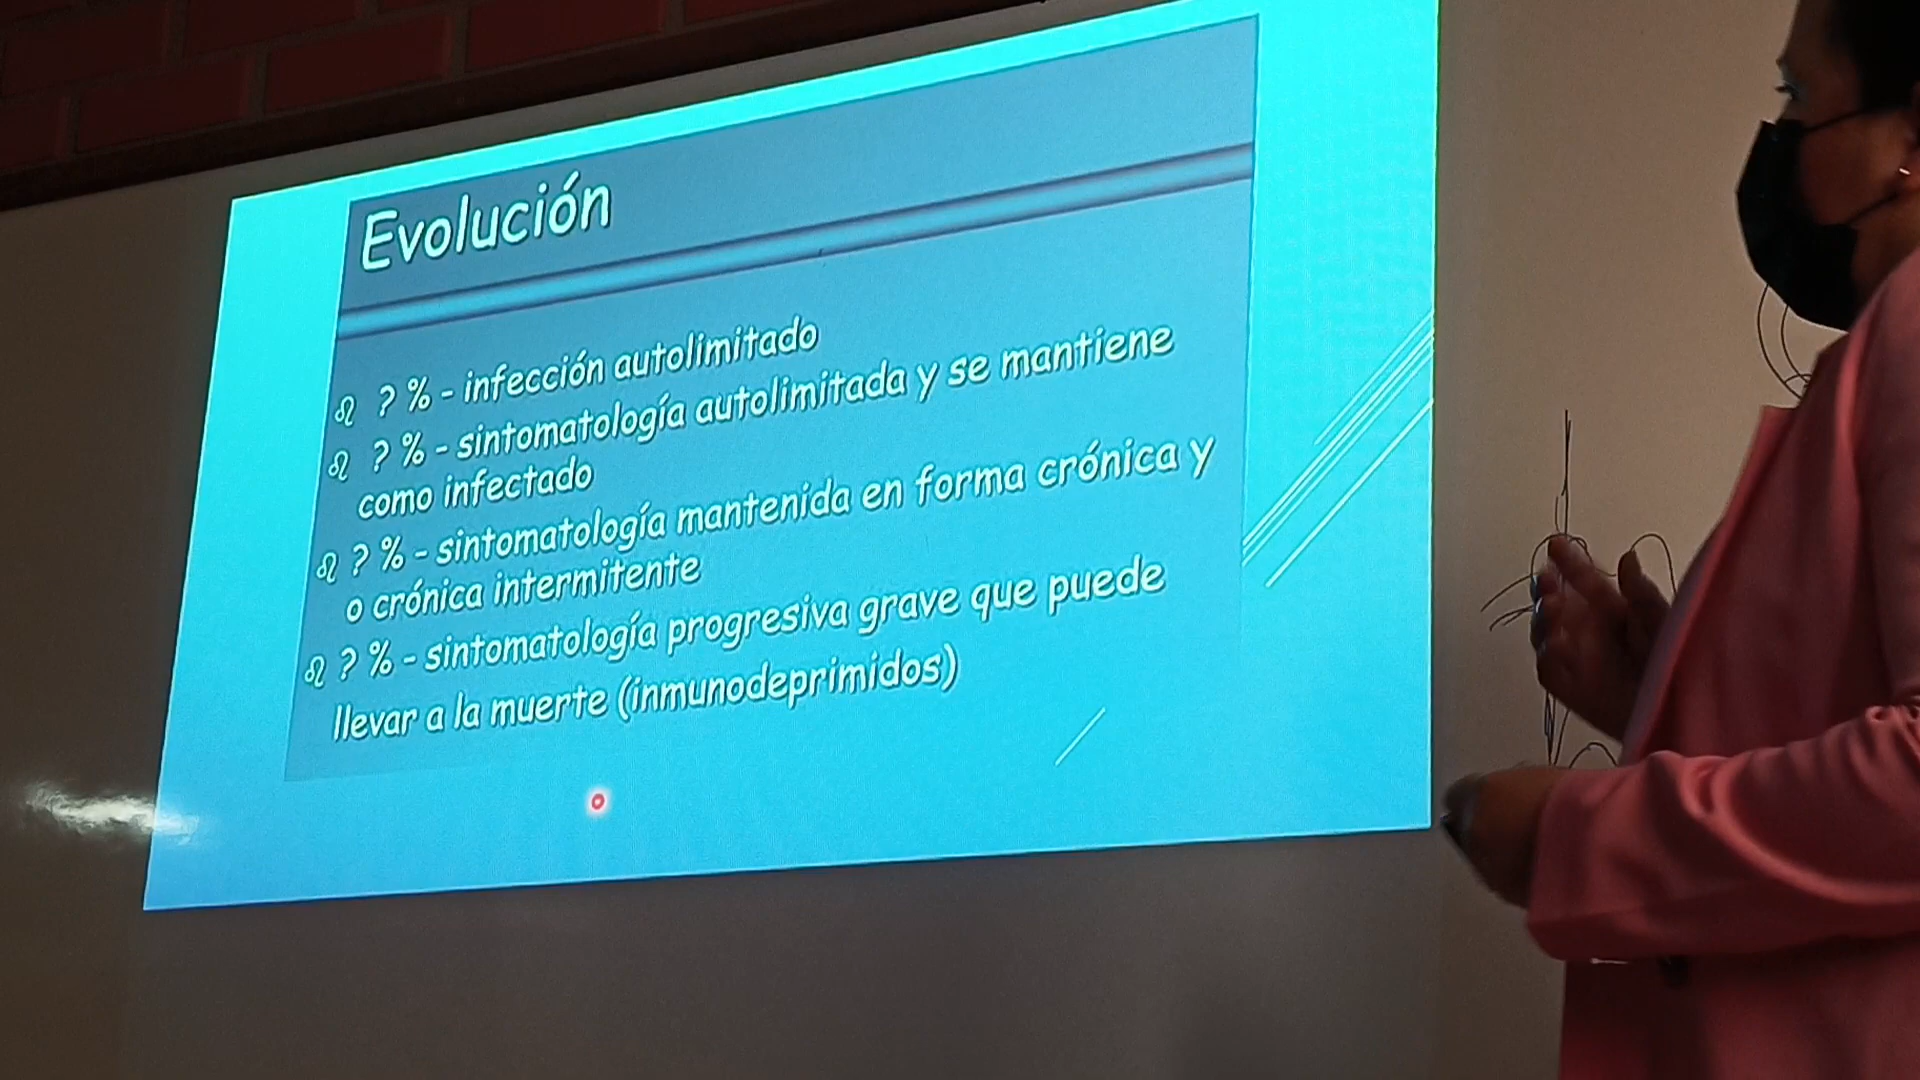 Evolución
♌ ? % - infección autolimitado
♌ ? % - sintomatología autolimitada y se mantiene
como infectado
♌ ? % - sintomatología mantenida en forma crónica y
o crónica intermitente
♌ ? % - sintomatología progresiva grave que puede
llevar a la muerte (inmunodeprimidos)